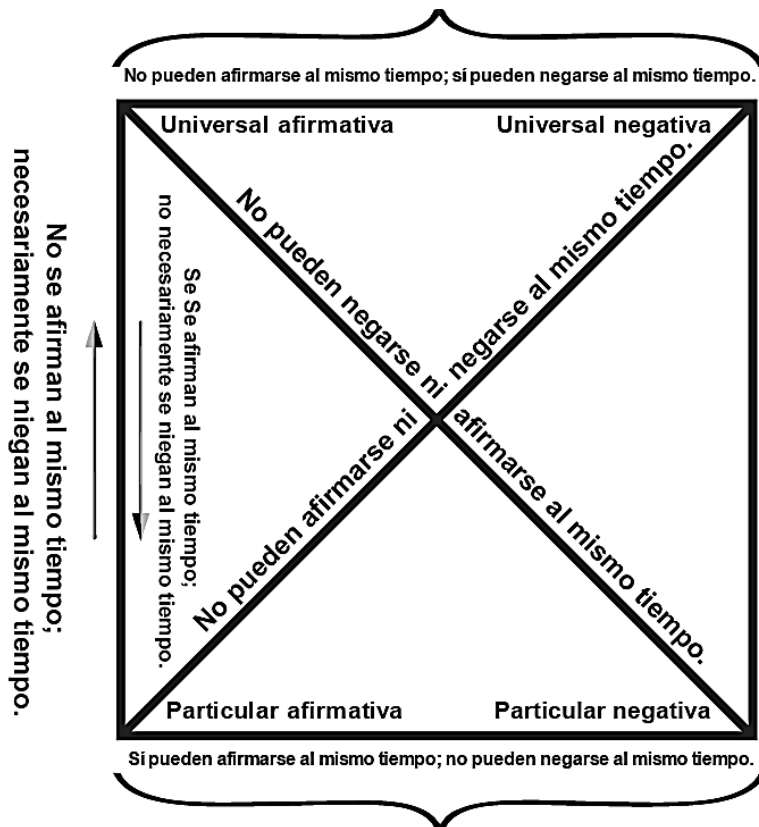 No pueden afirmarse al mismo tiempo; sí pueden negarse al mismo tiempo.
Universal afirmativa
Universal negativa
No se afirman al mismo tiempo;
necesariamente se niegan al mismo tiempo.
Se Se afirman al mismo tiempo;
no necesariamente se niegan al mismo tiempo.
No pueden negarse ni
afirmarse al mismo tiempo.
No pueden afirmarse ni
negarse al mismo tiempo.
Particular afirmativa
Particular negativa
Sí pueden afirmarse al mismo tiempo; no pueden negarse al mismo tiempo.